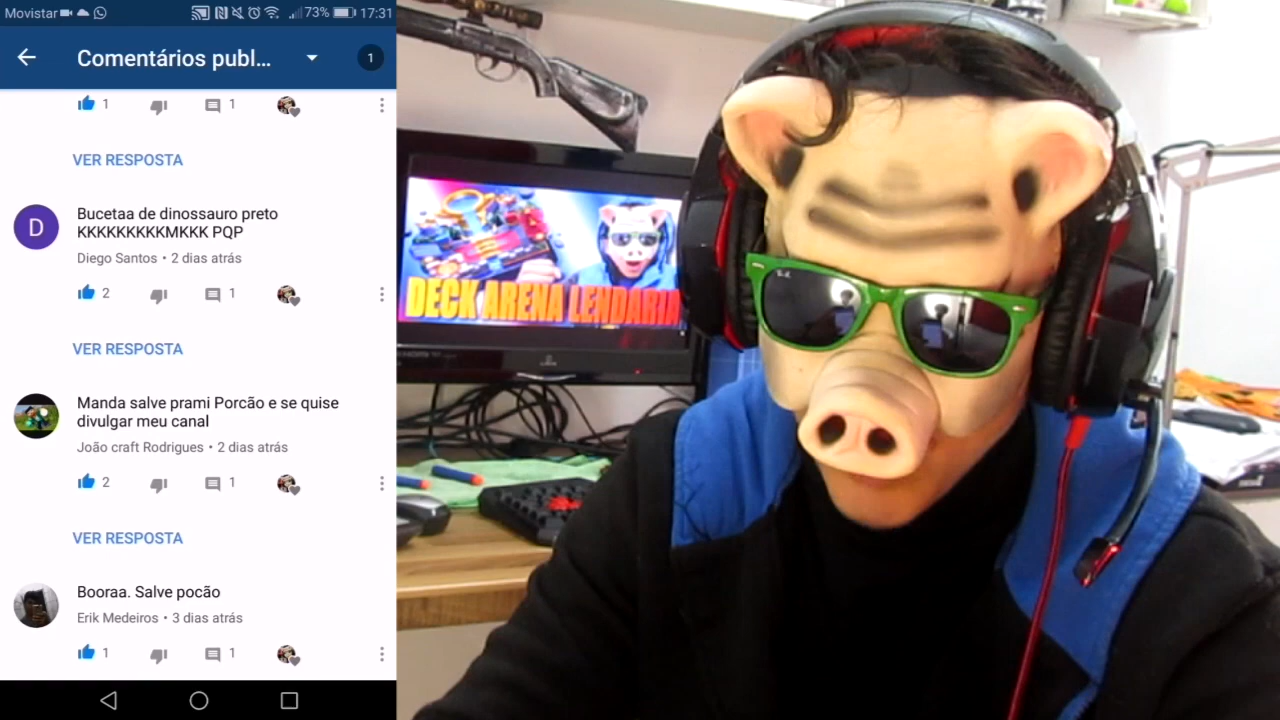 Movistar 73% 17:31
Comentários publ... 1
1 1
VER RESPOSTA
D
Bucetaa de dinossauro preto
KKKKKKKKKMKKK PQP
Diego Santos • 2 dias atrás
2 1
VER RESPOSTA
Manda salve prami Porcão e se quise
divulgar meu canal
João craft Rodrigues • 2 dias atrás
2 1
VER RESPOSTA
Booraa. Salve pocão
Erik Medeiros • 3 dias atrás
1 1
DECK ARENA LENDARIA